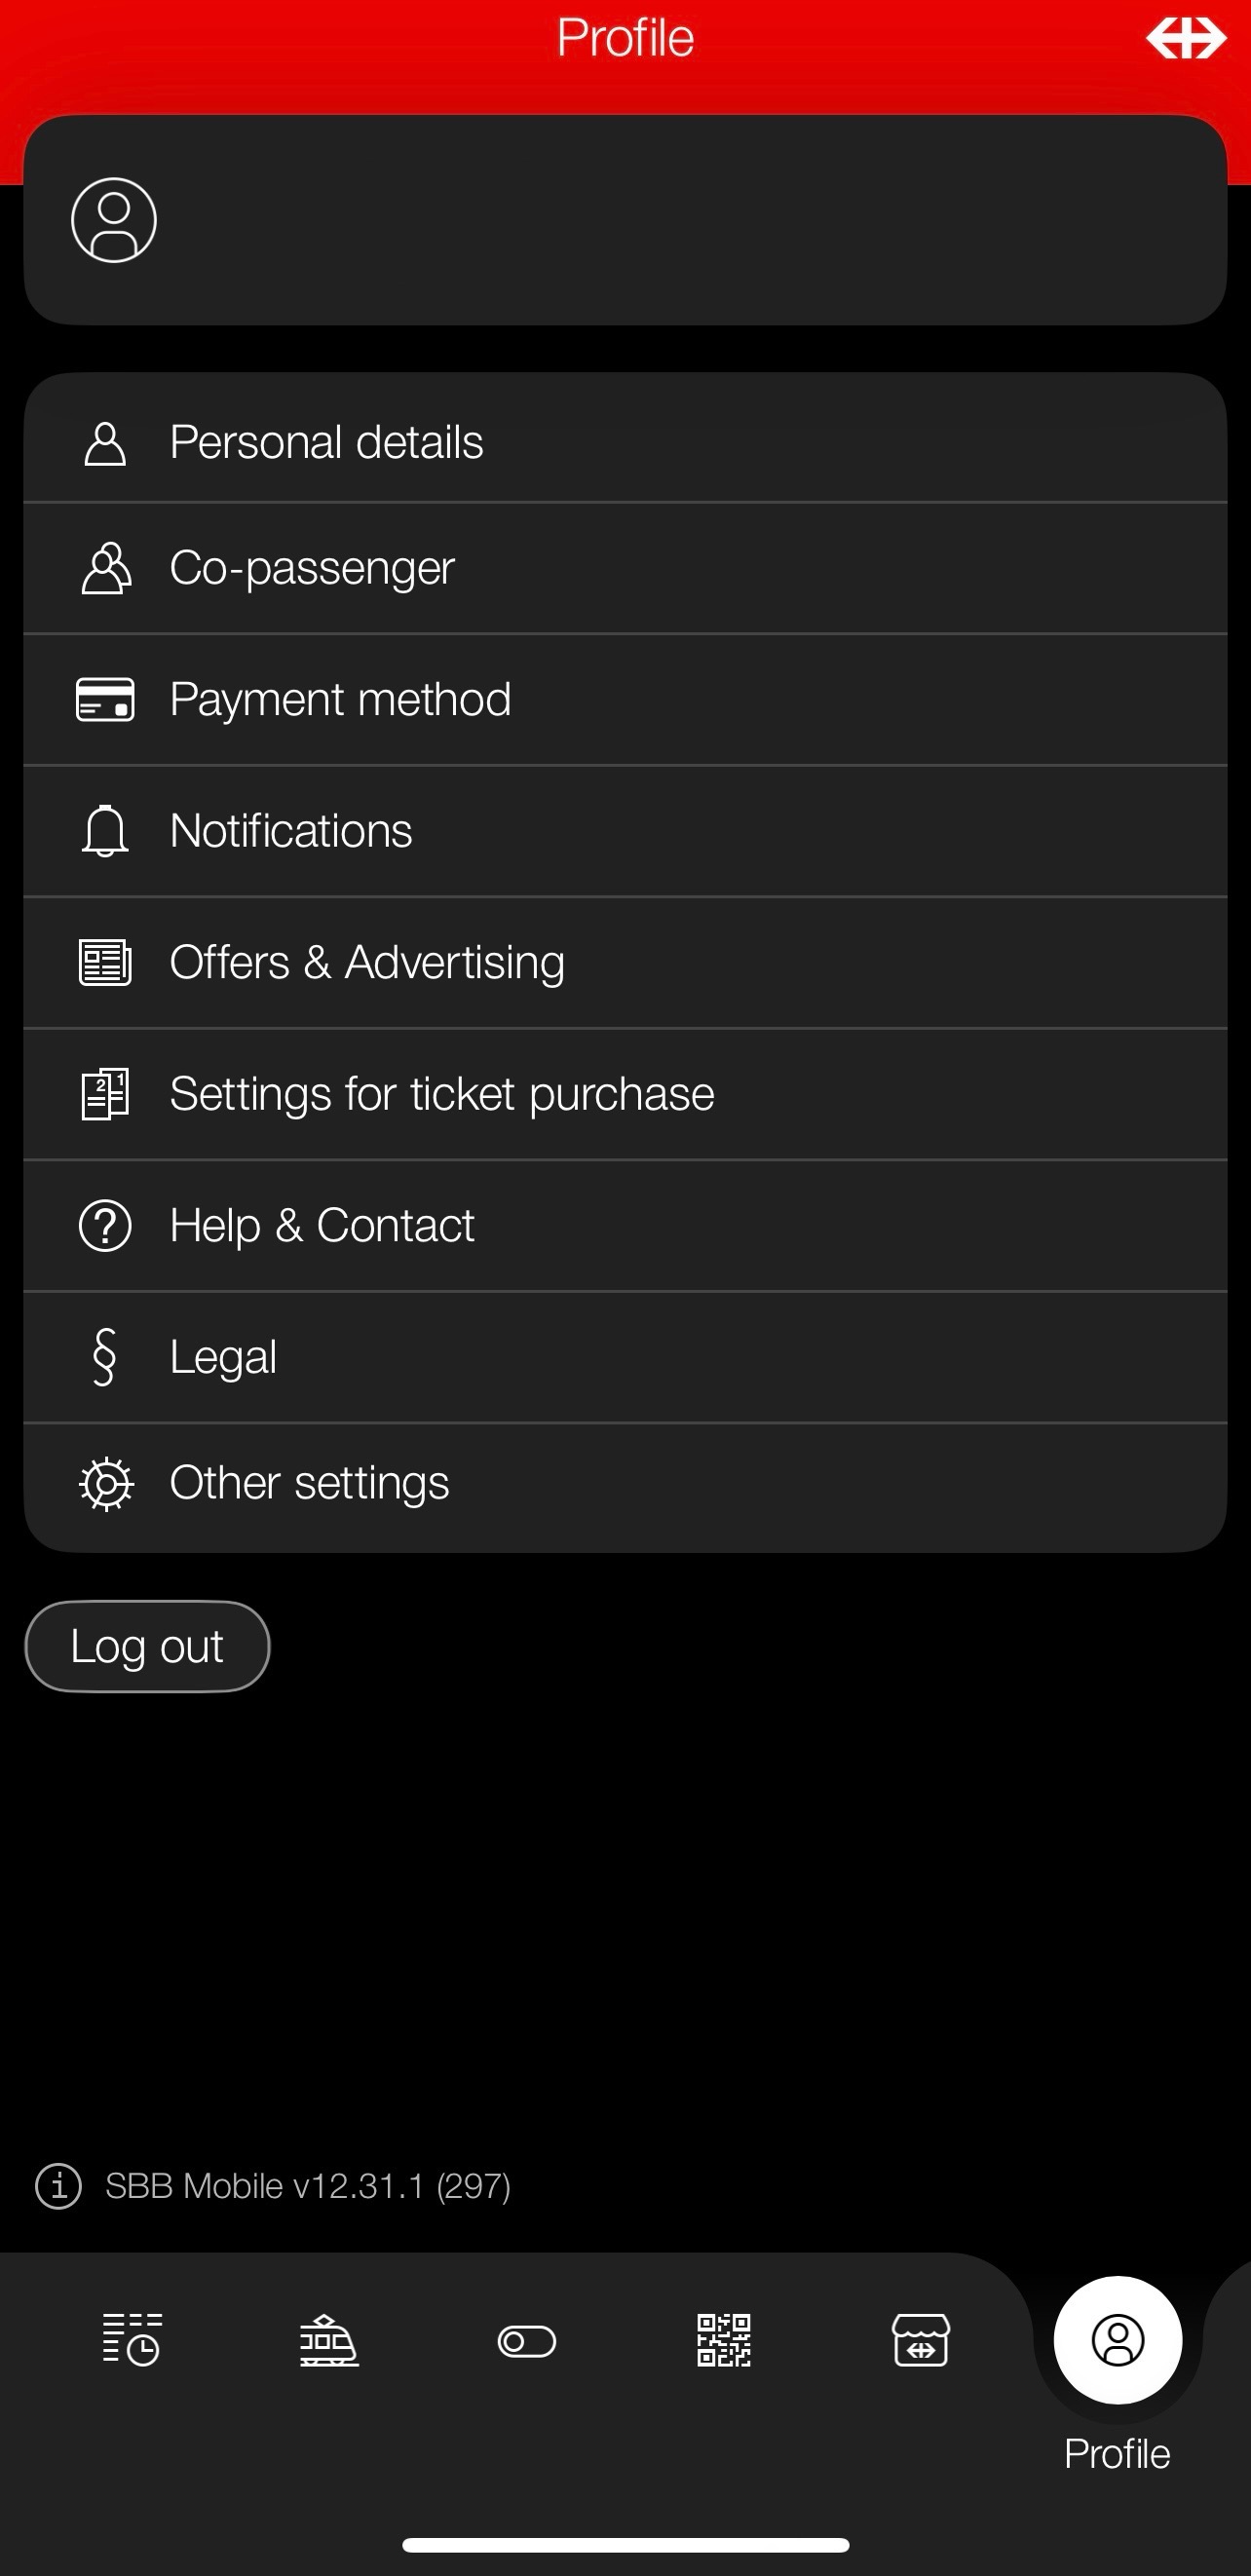 Profile
Personal details
Co-passenger
Payment method
Notifications
Offers & Advertising
Settings for ticket purchase
Help & Contact
§ Legal
Other settings
Log out
SBB Mobile v12.31.1 (297)
Profile